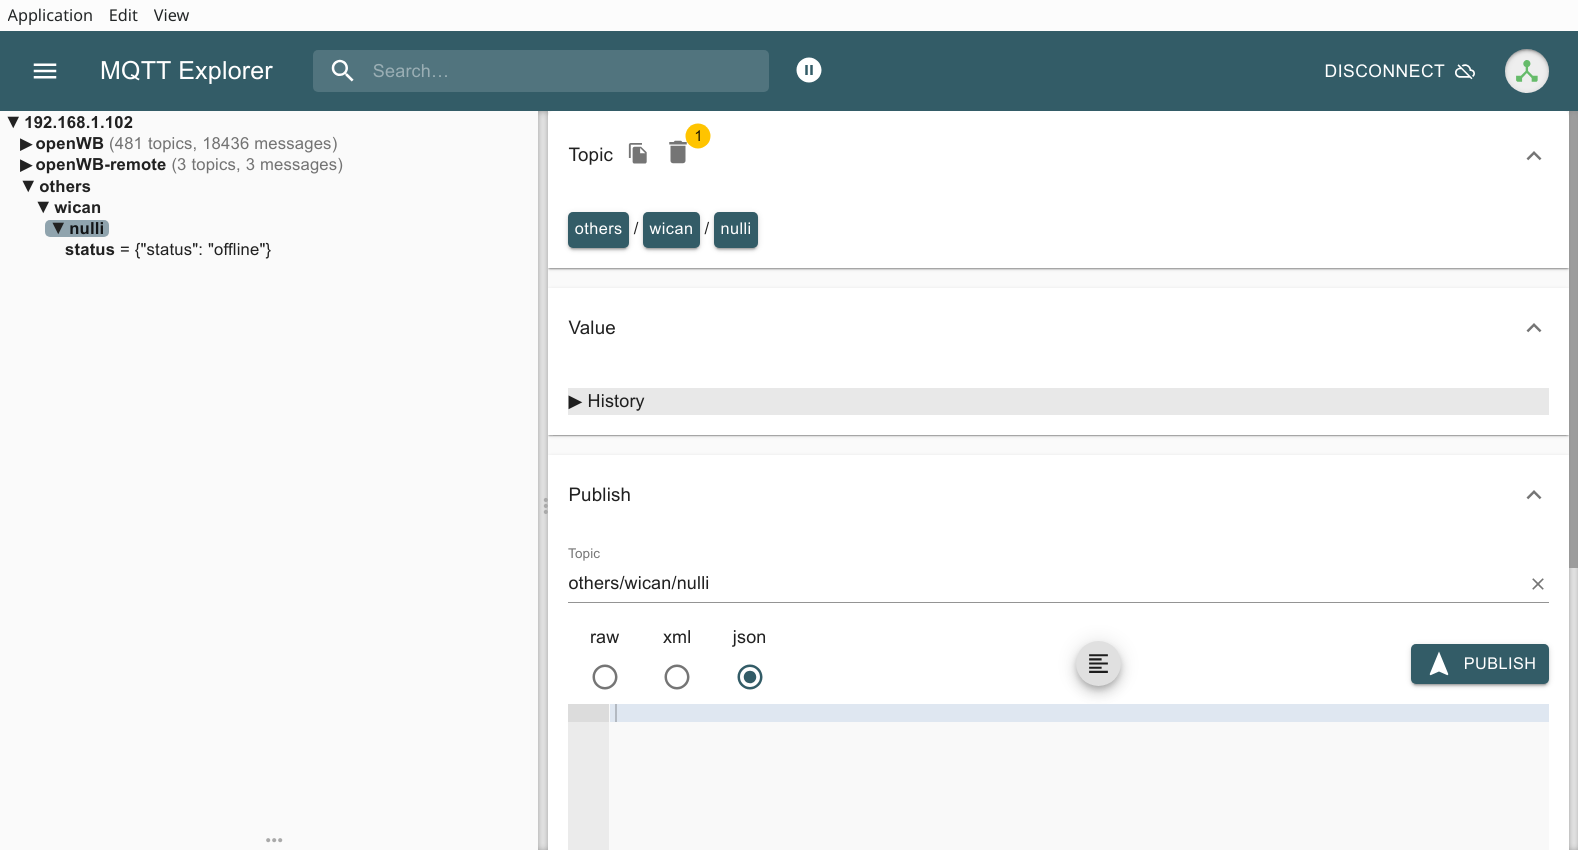 Application Edit View
MQTT Explorer Search... DISCONNECT
▼ 192.168.1.102
▶ openWB (481 topics, 18436 messages)
▶ openWB-remote (3 topics, 3 messages)
▼ others
▼ wican
▼ nulli
status = {"status": "offline"}
Topic 1
others / wican / nulli
Value
▶ History
Publish
Topic
others/wican/nulli
raw xml json
PUBLISH